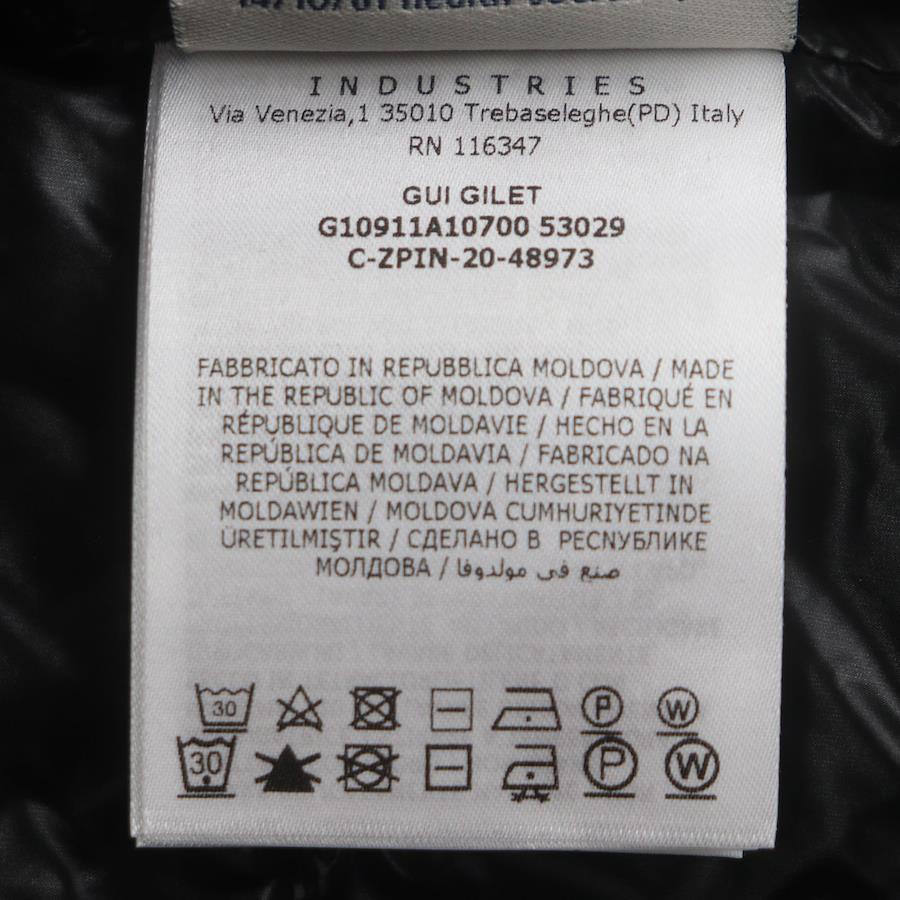 INDUSTRIES
Via Venezia,1 35010 Trebaseleghe(PD) Italy
RN 116347
GUI GILET
G10911A10700 53029
C-ZPIN-20-48973
FABBRICATO IN REPUBBLICA MOLDOVA / MADE
IN THE REPUBLIC OF MOLDOVA / FABRIQUÉ EN
RÉPUBLIQUE DE MOLDAVIE / HECHO EN LA
REPÚBLICA DE MOLDAVIA / FABRICADO NA
REPÚBLICA MOLDAVA / HERGESTELLT IN
MOLDAWIEN / MOLDOVA CUMHURIYETINDE
ÜRETILMIŞTIR / СДЕЛАНО В РЕСПУБЛИКЕ
МОЛДОВА / صنع في مولدوفا
30 P W
30 P W